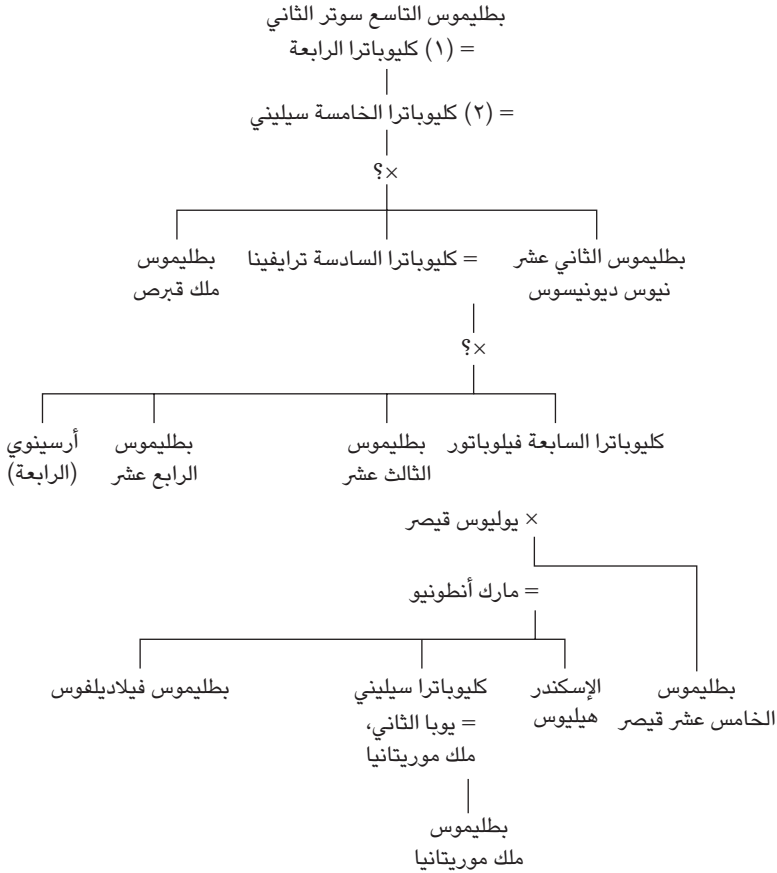 بطليموس التاسع سوتر الثاني
= (١) كليوباترا الرابعة
= (٢) كليوباترا الخامسة سيليني
×؟
بطليموس الثاني عشر
نيوس ديونيسوس
= كليوباترا السادسة ترايفينا
بطليموس
ملك قبرص
×؟
كليوباترا السابعة فيلوباتور
بطليموس
الثالث عشر
بطليموس
الرابع عشر
أرسينوي
(الرابعة)
× يوليوس قيصر
= مارك أنطونيو
بطليموس
الخامس عشر قيصر
الإسكندر
هيليوس
كليوباترا سيليني
= يوبا الثاني،
ملك موريتانيا
بطليموس فيلاديلفوس
بطليموس
ملك موريتانيا